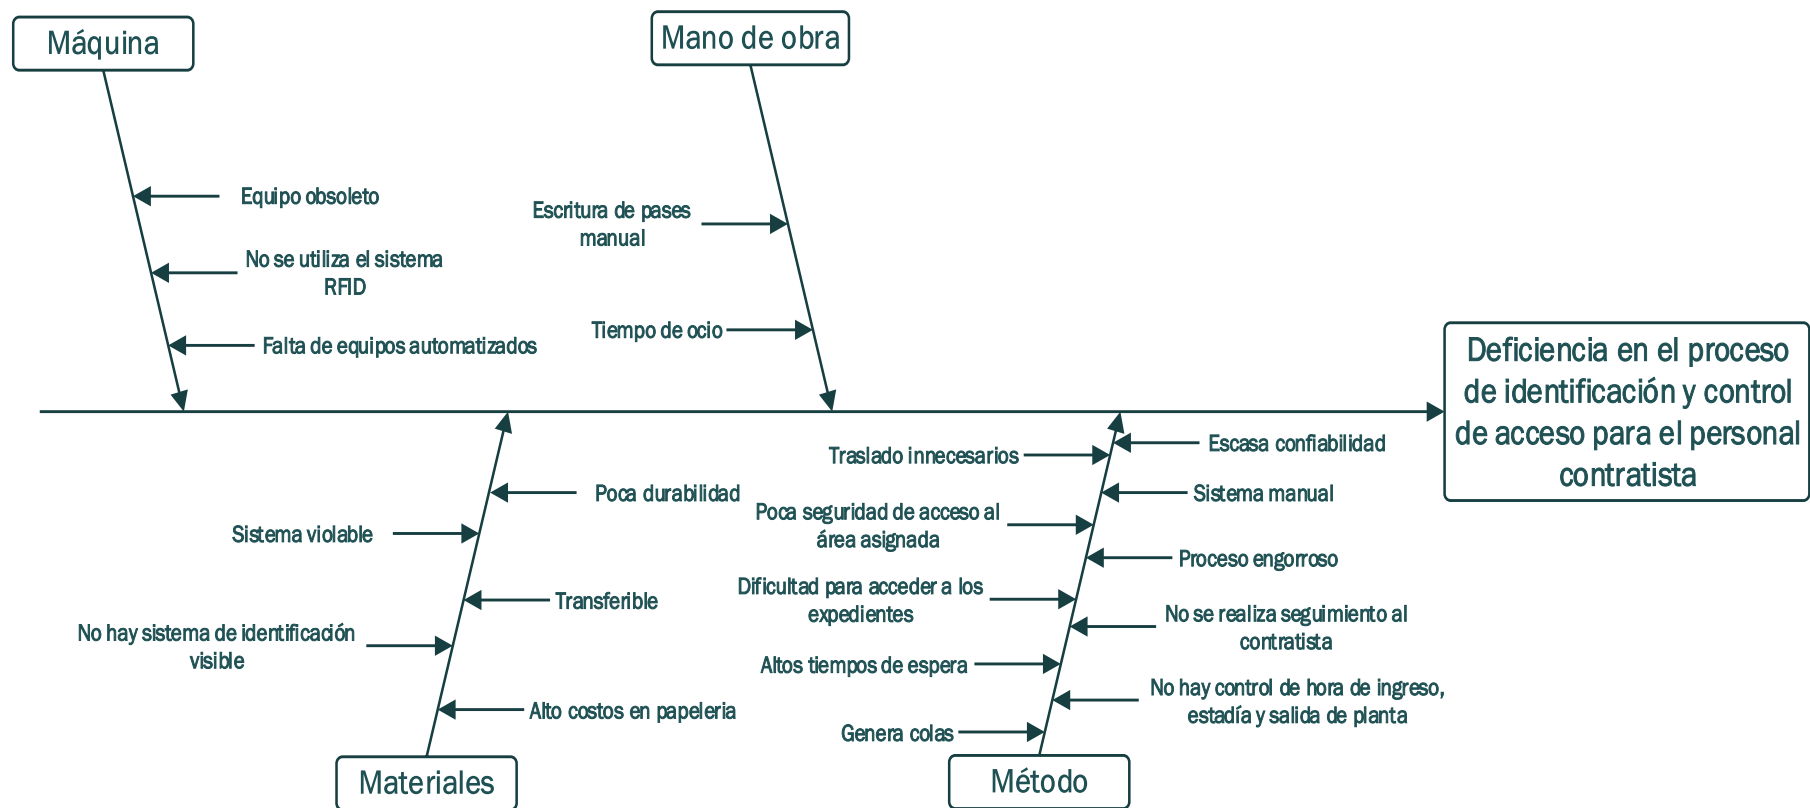 Máquina
Mano de obra
Equipo obsoleto
No se utiliza el sistema
RFID
Falta de equipos automatizados
Escritura de pases
manual
Tiempo de ocio
Deficiencia en el proceso
de identificación y control
de acceso para el personal
contratista
Poca durabilidad
Sistema violable
Transferible
No hay sistema de identificación
visible
Alto costos en papeleria
Materiales
Traslado innecesarios
Escasa confiabilidad
Sistema manual
Poca seguridad de acceso al
área asignada
Proceso engorroso
Dificultad para acceder a los
expedientes
No se realiza seguimiento al
contratista
Altos tiempos de espera
No hay control de hora de ingreso,
estadía y salida de planta
Genera colas
Método